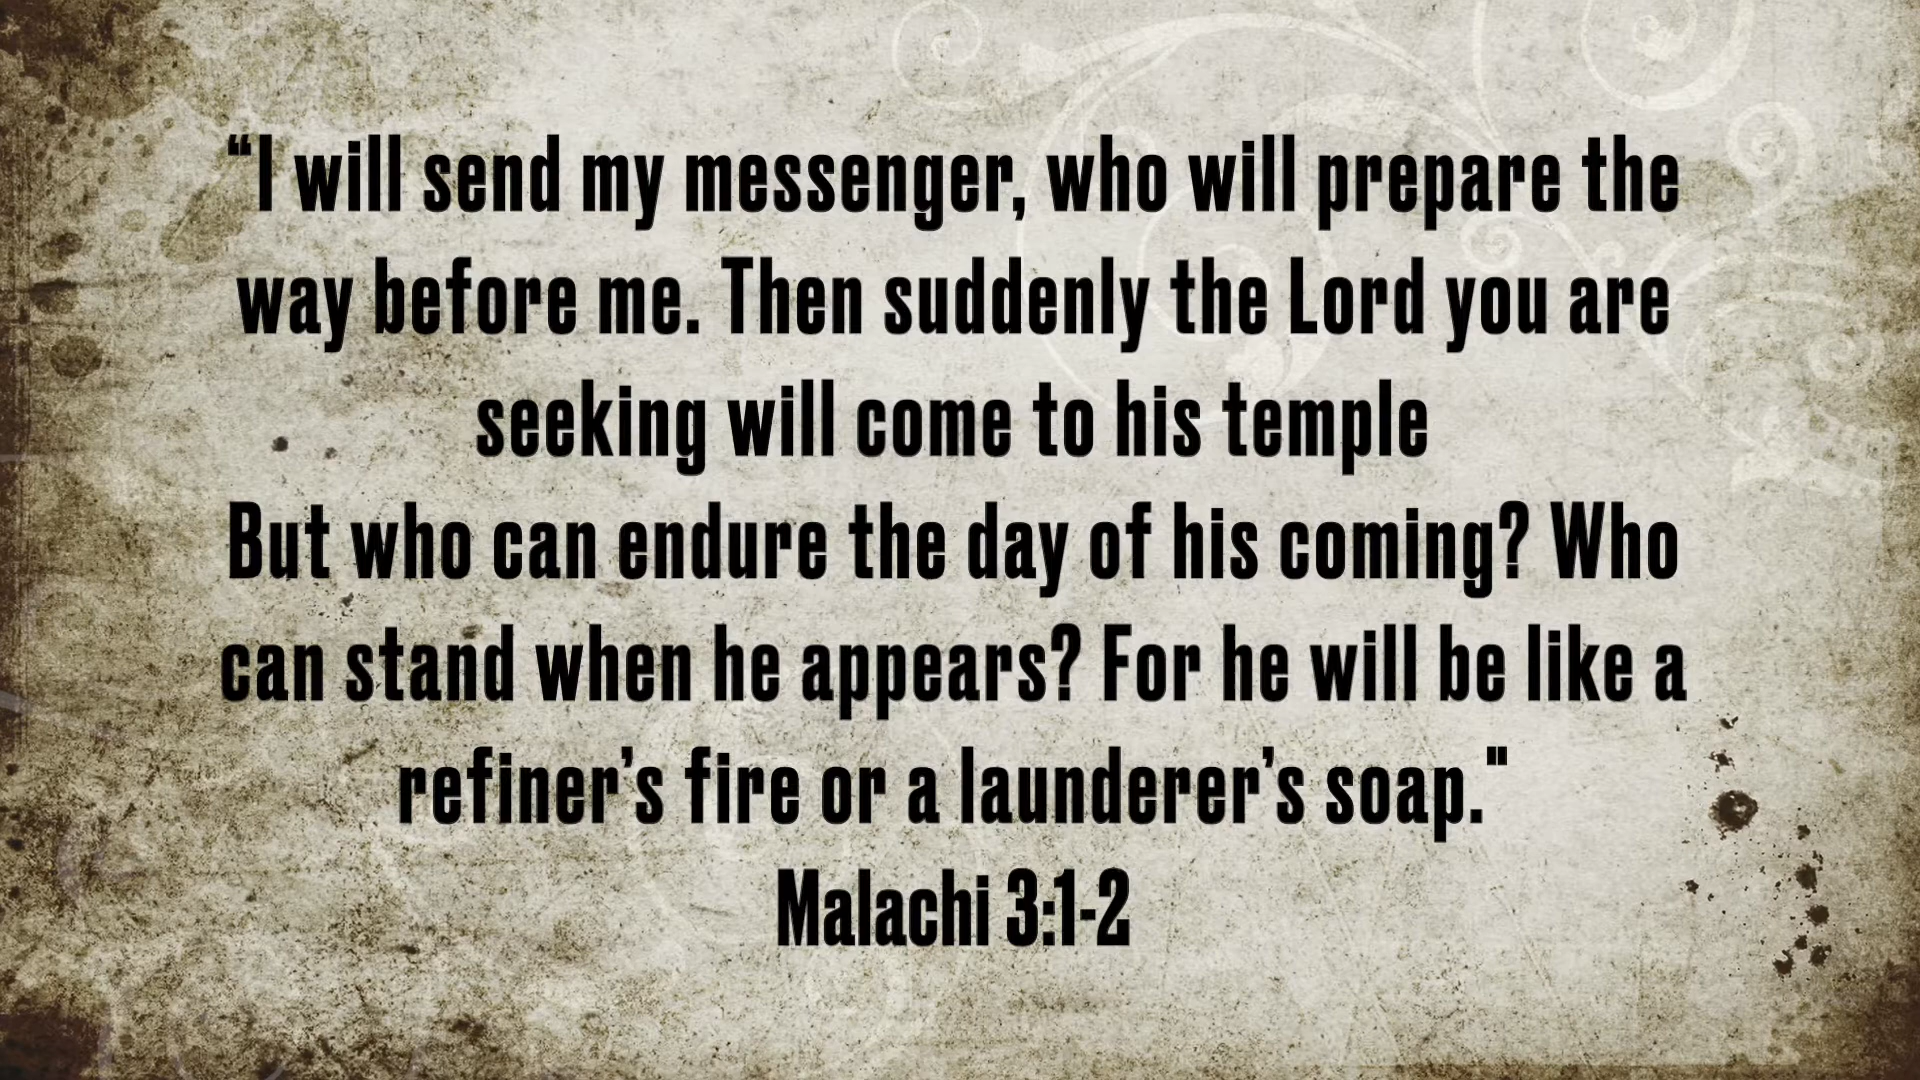 “I will send my messenger, who will prepare the
way before me. Then suddenly the Lord you are
seeking will come to his temple
But who can endure the day of his coming? Who
can stand when he appears? For he will be like a
refiner’s fire or a launderer’s soap."
Malachi 3:1-2